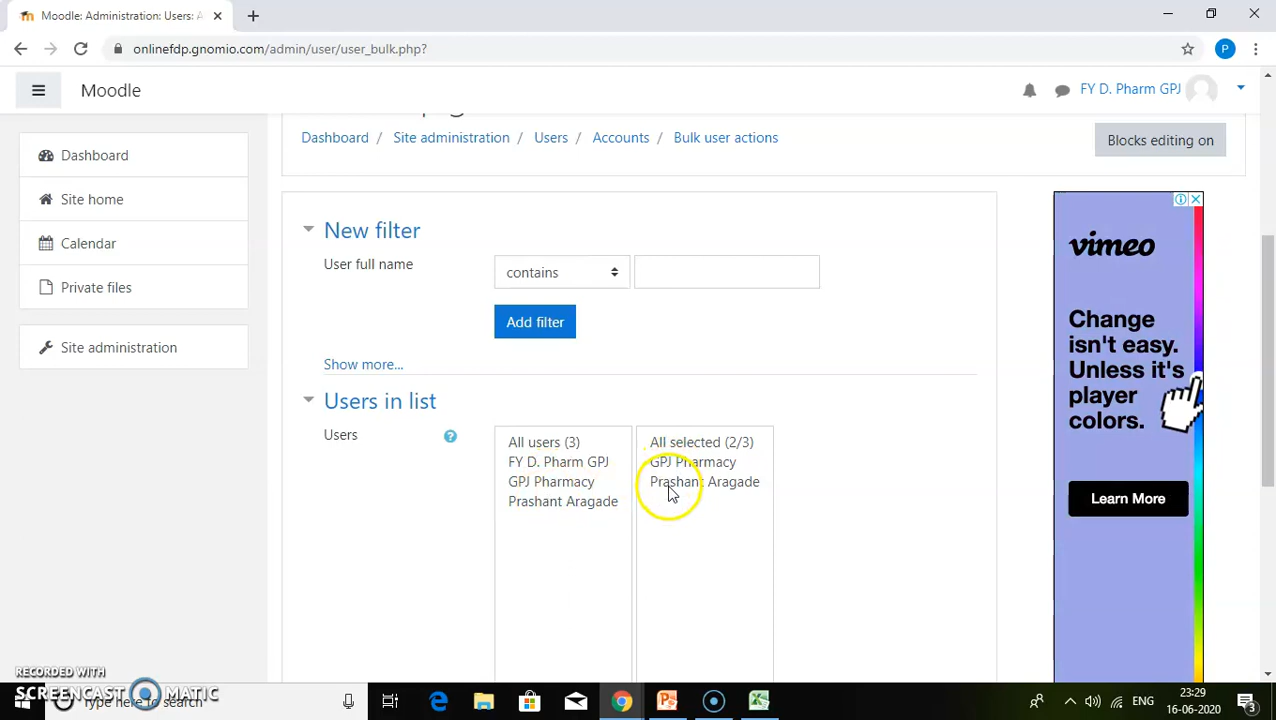 Moodle: Administration: Users: A
onlinefdp.gnomio.com/admin/user/user_bulk.php?
P
Moodle
FY D. Pharm GPJ
Dashboard / Site administration / Users / Accounts / Bulk user actions
Blocks editing on
Dashboard
Site home
Calendar
Private files
Site administration
New filter
User full name
contains
Add filter
Show more...
Users in list
Users
All users (3)
FY D. Pharm GPJ
GPJ Pharmacy
Prashant Aragade
All selected (2/3)
GPJ Pharmacy
Prashant Aragade
vimeo
Change
isn't easy.
Unless it's
player
colors.
Learn More
RECORDED WITH
SCREENCAST MATIC
Type here to search
ENG
23:29
16-06-2020
3